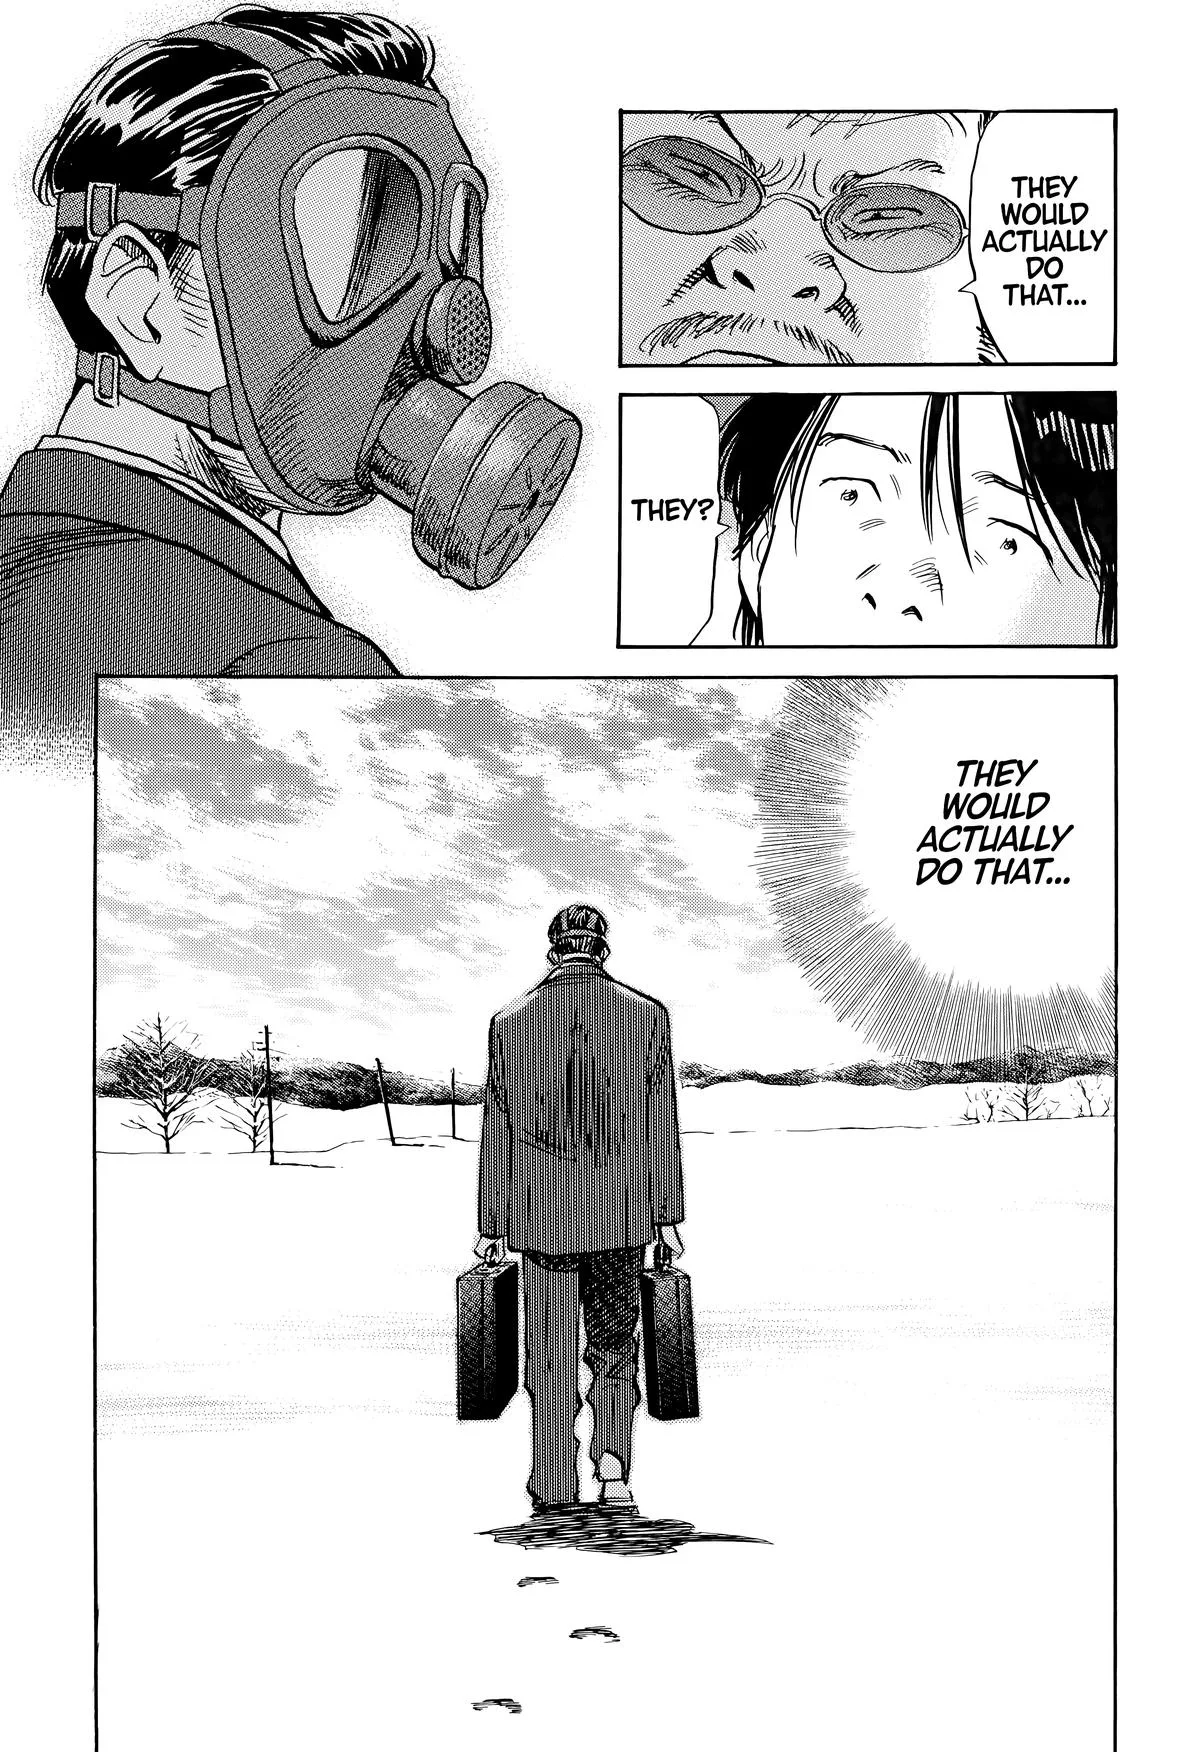 THEY
WOULD
ACTUALLY
DO
THAT...
THEY?
THEY
WOULD
ACTUALLY
DO THAT...